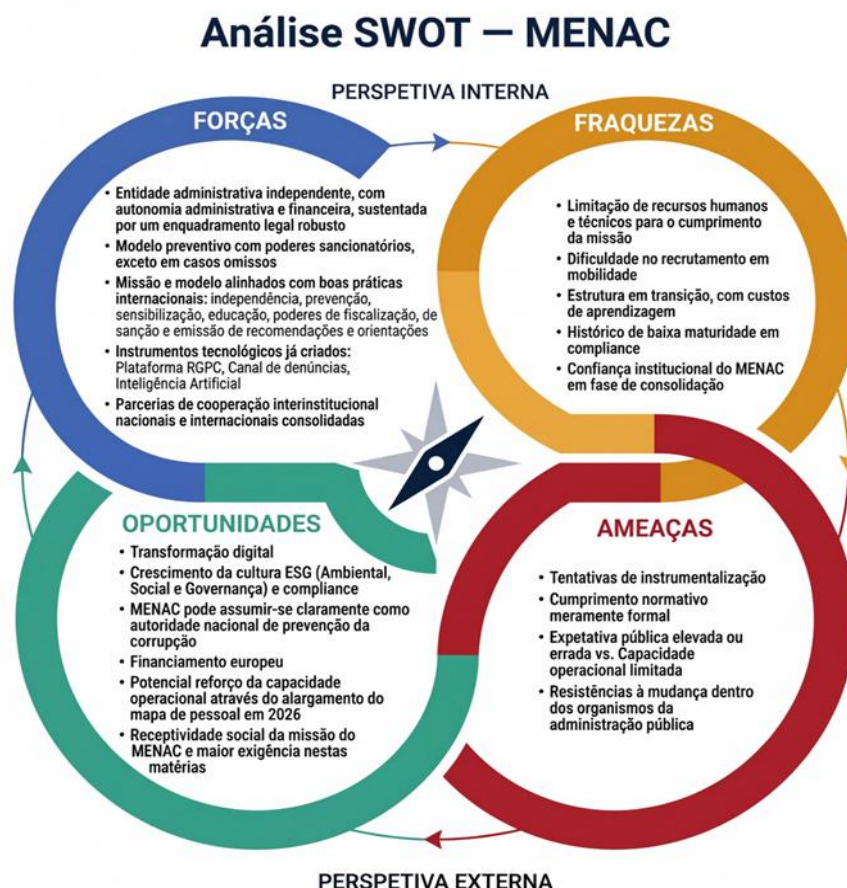 Análise SWOT — MENAC
PERSPETIVA INTERNA
FORÇAS
• Entidade administrativa independente, com
autonomia administrativa e financeira, sustentada
por um enquadramento legal robusto
• Modelo preventivo com poderes sancionatórios,
exceto em casos omissos
• Missão e modelo alinhados com boas práticas
internacionais: independência, prevenção,
sensibilização, educação, poderes de fiscalização, de
sanção e emissão de recomendações e orientações
• Instrumentos tecnológicos já criados:
Plataforma RGPC, Canal de denúncias,
Inteligência Artificial
• Parcerias de cooperação interinstitucional
nacionais e internacionais consolidadas
FRAQUEZAS
• Limitação de recursos humanos
e técnicos para o cumprimento
da missão
• Dificuldade no recrutamento em
mobilidade
• Estrutura em transição, com custos
de aprendizagem
• Histórico de baixa maturidade em
compliance
• Confiança institucional do MENAC
em fase de consolidação
OPORTUNIDADES
• Transformação digital
• Crescimento da cultura ESG (Ambiental,
Social e Governança) e compliance
• MENAC pode assumir-se claramente como
autoridade nacional de prevenção da
corrupção
• Financiamento europeu
• Potencial reforço da capacidade
operacional através do alargamento do
mapa de pessoal em 2026
• Receptividade social da missão do
MENAC e maior exigência nestas
matérias
AMEAÇAS
• Tentativas de instrumentalização
• Cumprimento normativo
meramente formal
• Expetativa pública elevada ou
errada vs. Capacidade
operacional limitada
• Resistências à mudança dentro
dos organismos da
administração pública
PERSPETIVA EXTERNA